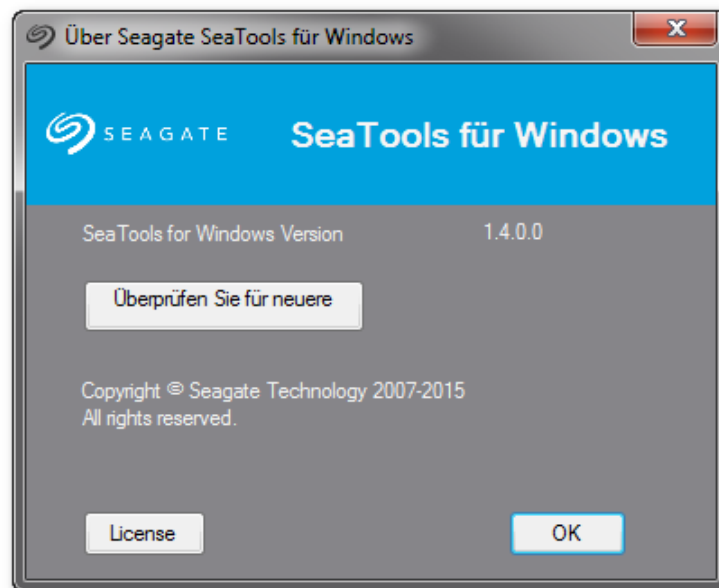 Über Seagate SeaTools für Windows
SEAGATE SeaTools für Windows
SeaTools for Windows Version 1.4.0.0
Überprüfen Sie für neuere
Copyright © Seagate Technology 2007-2015
All rights reserved.
License OK